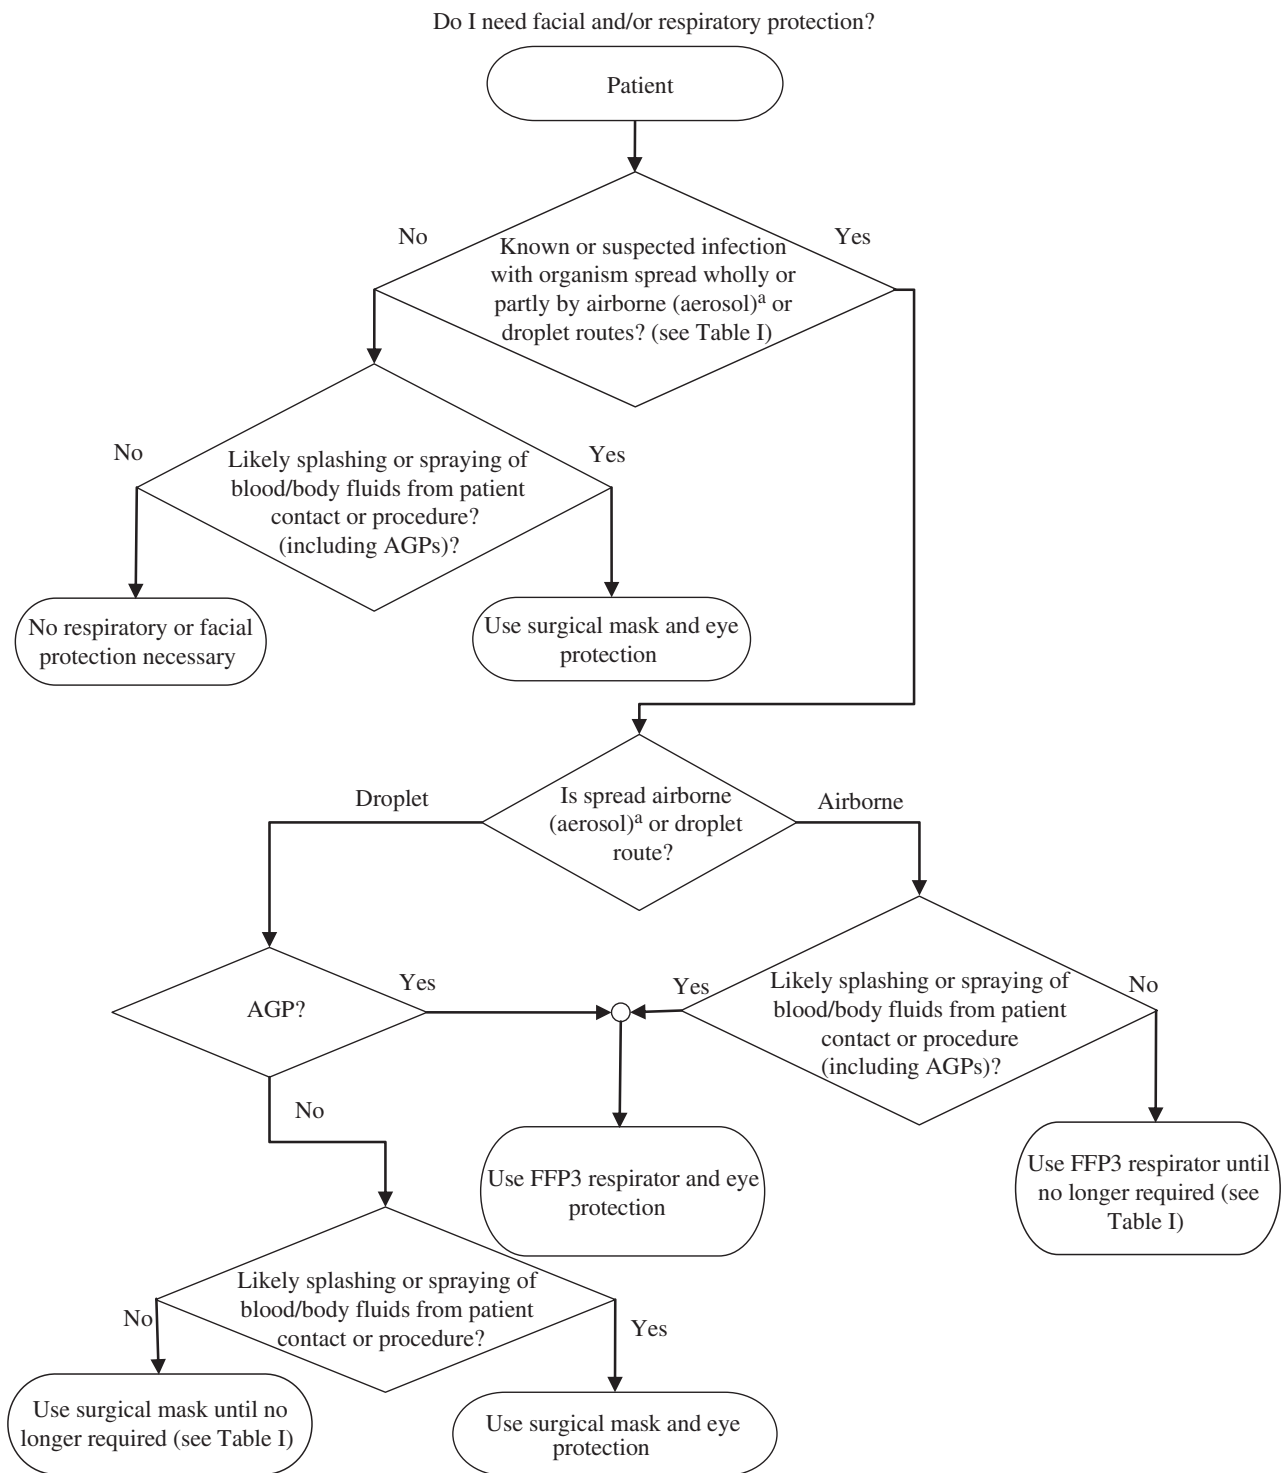 Do I need facial and/or respiratory protection?
Patient
No
Yes
Known or suspected infection
with organism spread wholly or
partly by airborne (aerosol)ᵃ or
droplet routes? (see Table I)
No
Yes
Likely splashing or spraying of
blood/body fluids from patient
contact or procedure?
(including AGPs)?
No respiratory or facial
protection necessary
Use surgical mask and eye
protection
Droplet
Airborne
Is spread airborne
(aerosol)ᵃ or droplet
route?
AGP?
Yes
Yes
No
Likely splashing or spraying of
blood/body fluids from patient
contact or procedure
(including AGPs)?
No
Use FFP3 respirator and eye
protection
Use FFP3 respirator until
no longer required (see
Table I)
Likely splashing or spraying of
blood/body fluids from patient
contact or procedure?
No
Yes
Use surgical mask until no
longer required (see Table I)
Use surgical mask and eye
protection